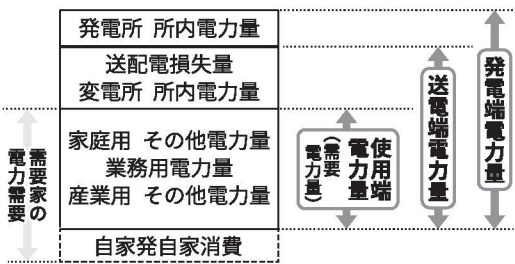 発電所 所内電力量
送配電損失量
変電所 所内電力量
家庭用 その他電力量
業務用電力量
産業用 その他電力量
自家発自家消費
需要家の
電力需要
使用端
電力量
(需要
電力量)
送電端電力量
発電端電力量